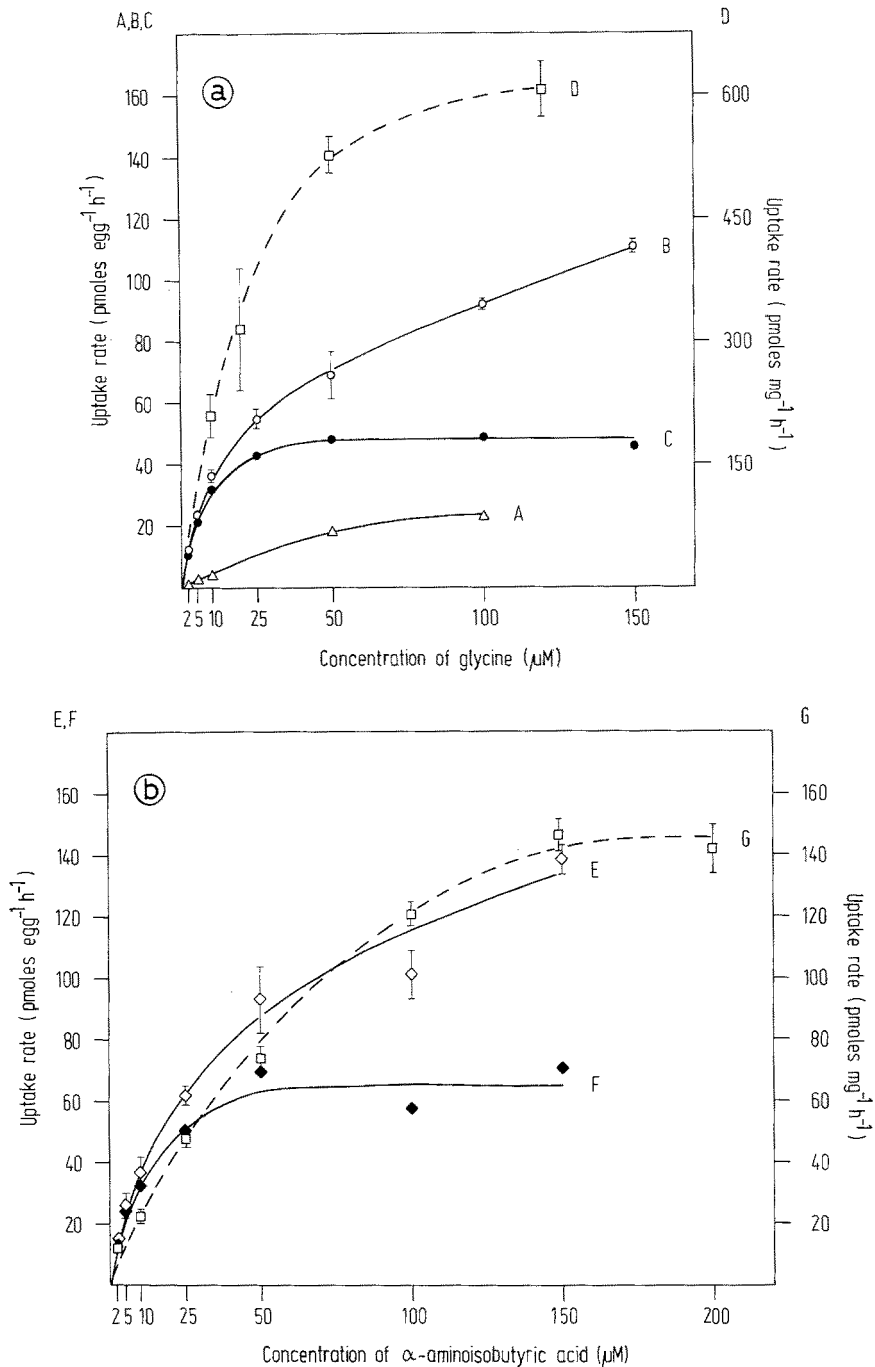 A,B,C
D
a
160
140
120
100
80
60
40
20
Uptake rate ( pmoles egg⁻¹ h⁻¹)
600
450
300
150
Uptake rate ( pmoles mg⁻¹ h⁻¹)
D
B
C
A
2 5 10 25 50 100 150
Concentration of glycine (μM)
E,F
G
b
160
140
120
100
80
60
40
20
Uptake rate ( pmoles egg⁻¹ h⁻¹)
160
140
120
100
80
60
40
20
Uptake rate ( pmoles mg⁻¹ h⁻¹)
G
E
F
2 5 10 25 50 100 150 200
Concentration of α-aminoisobutyric acid (μM)